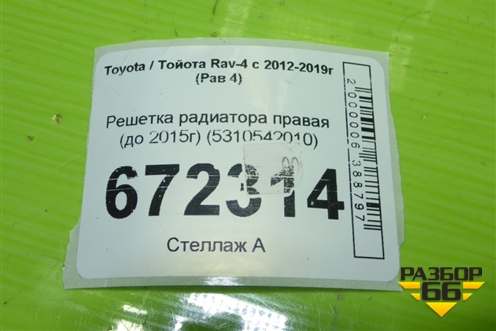 Toyota / Тойота Rav-4 с 2012-2019г
(Рав 4)
Решетка радиатора правая
(до 2015г) (5310542010)
672314
Стеллаж А
2000006388797
РАЗБОР
66